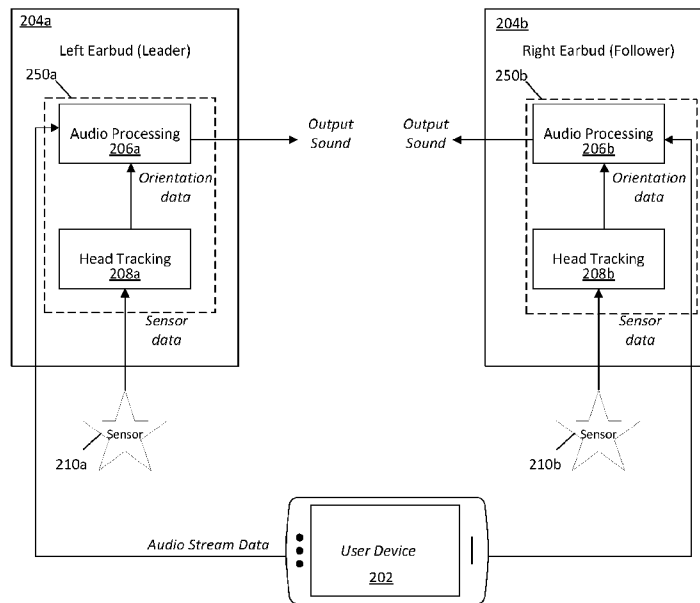 204a
Left Earbud (Leader)
250a
Audio Processing
206a
Output
Sound
Orientation
data
Head Tracking
208a
Sensor
data
Sensor
210a
204b
Right Earbud (Follower)
250b
Output
Sound
Audio Processing
206b
Orientation
data
Head Tracking
208b
Sensor
data
Sensor
210b
Audio Stream Data
User Device
202